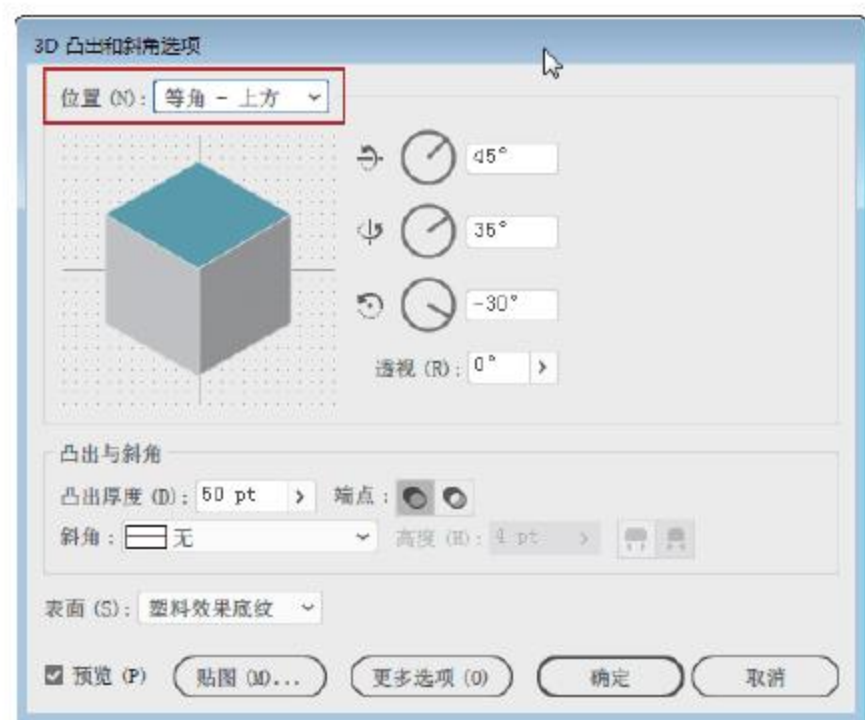 3D 凸出和斜角选项
位置 (N): 等角 - 上方
45°
35°
-30°
透视 (R): 0°
凸出与斜角
凸出厚度 (D): 50 pt 端点:
斜角: 无 高度 (H): 4 pt
表面 (S): 塑料效果底纹
预览 (P) 贴图 (M)... 更多选项 (O) 确定 取消